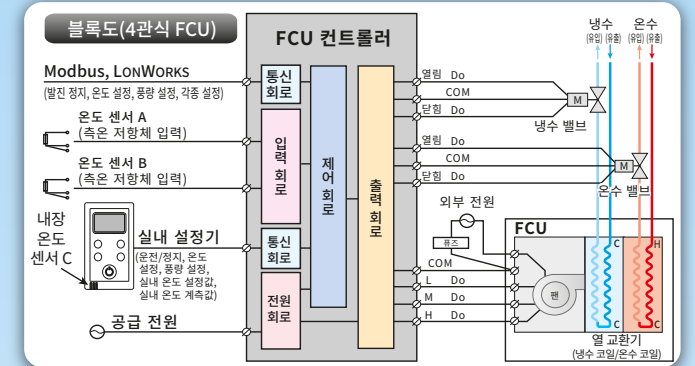 블록도(4관식 FCU)
FCU 컨트롤러
냉수
(유입) (유출)
온수
(유입) (유출)
Modbus, LONWORKS
(발진 정지, 온도 설정, 풍량 설정, 각종 설정)
온도 센서 A
(측온 저항체 입력)
온도 센서 B
(측온 저항체 입력)
내장
온도
센서 C
실내 설정기
(운전/정지, 온도
설정, 풍량 설정,
실내 온도 설정값,
실내 온도 계측값)
공급 전원
통신
회로
입력 회로
통신
회로
전원
회로
제어 회로
출력 회로
열림 Do
COM
닫힘 Do
M
냉수 밸브
열림 Do
COM
닫힘 Do
M
온수 밸브
외부 전원
퓨즈
COM
L Do
M Do
H Do
FCU
팬
C
H
C
C
열 교환기
(냉수 코일/온수 코일)